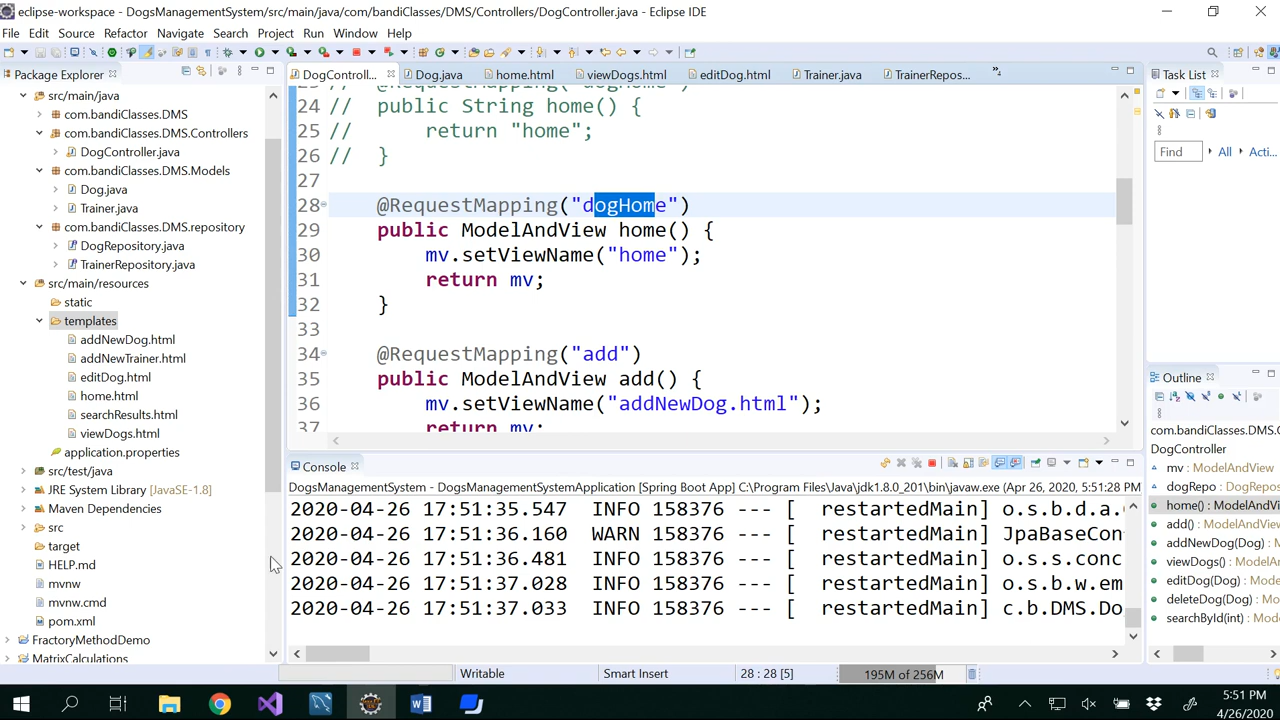 eclipse-workspace - DogsManagementSystem/src/main/java/com/bandiClasses/DMS/Controllers/DogController.java - Eclipse IDE
File Edit Source Refactor Navigate Search Project Run Window Help
Package Explorer
src/main/java
com.bandiClasses.DMS
com.bandiClasses.DMS.Controllers
DogController.java
com.bandiClasses.DMS.Models
Dog.java
Trainer.java
com.bandiClasses.DMS.repository
DogRepository.java
TrainerRepository.java
src/main/resources
static
templates
addNewDog.html
addNewTrainer.html
editDog.html
home.html
searchResults.html
viewDogs.html
application.properties
src/test/java
JRE System Library [JavaSE-1.8]
Maven Dependencies
src
target
HELP.md
mvnw
mvnw.cmd
pom.xml
FractoryMethodDemo
MatrixCalculations
DogControll... Dog.java home.html viewDogs.html editDog.html Trainer.java TrainerRepos...
24 // public String home() {
25 // return "home";
26 // }
27
28 @RequestMapping("dogHome")
29 public ModelAndView home() {
30 mv.setViewName("home");
31 return mv;
32 }
33
34 @RequestMapping("add")
35 public ModelAndView add() {
36 mv.setViewName("addNewDog.html");
37 return mv;
Console
DogsManagementSystem - DogsManagementSystemApplication [Spring Boot App] C:\Program Files\Java\jdk1.8.0_201\bin\javaw.exe (Apr 26, 2020, 5:51:28 PM)
2020-04-26 17:51:35.547 INFO 158376 --- [ restartedMain] o.s.b.d.a.
2020-04-26 17:51:36.160 WARN 158376 --- [ restartedMain] JpaBaseCon
2020-04-26 17:51:36.481 INFO 158376 --- [ restartedMain] o.s.s.conc
2020-04-26 17:51:37.028 INFO 158376 --- [ restartedMain] o.s.b.w.em
2020-04-26 17:51:37.033 INFO 158376 --- [ restartedMain] c.b.DMS.Do
Task List
Find All Acti...
Outline
com.bandiClasses.DMS.
DogController
mv : ModelAndView
dogRepo : DogRepos
home() : ModelAndVi
add() : ModelAndView
addNewDog(Dog)
viewDogs() : ModelA
editDog(Dog) : Mode
deleteDog(Dog) : Mo
searchById(int) : Mod
Writable Smart Insert 28 : 28 [5] 195M of 256M
5:51 PM
4/26/2020